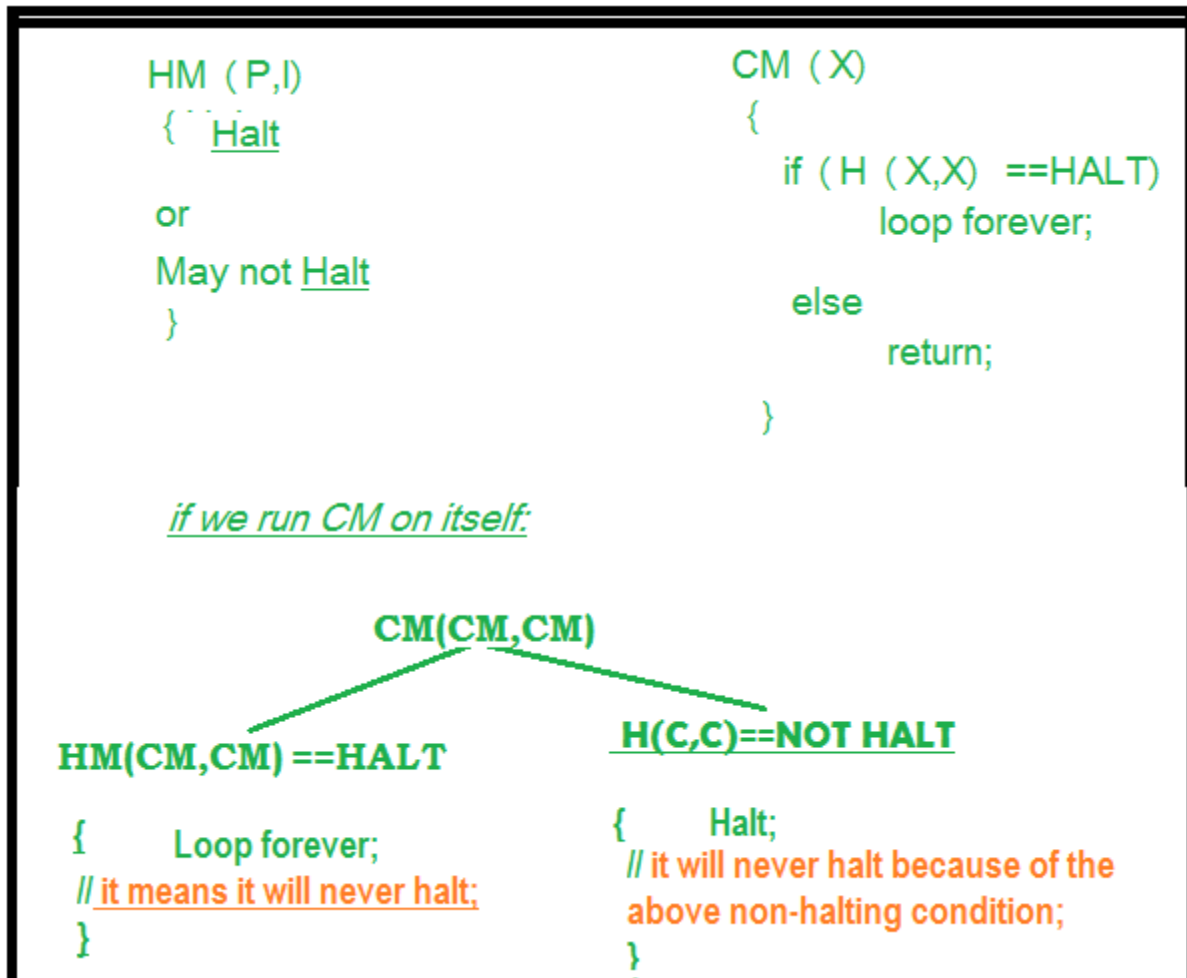 HM ( P,I)
{ Halt
or
May not Halt
}
CM ( X)
{
if ( H ( X,X) ==HALT)
loop forever;
else
return;
}
if we run CM on itself:
CM(CM,CM)
HM(CM,CM) ==HALT
{ Loop forever;
// it means it will never halt;
}
H(C,C)==NOT HALT
{ Halt;
// it will never halt because of the
above non-halting condition;
}